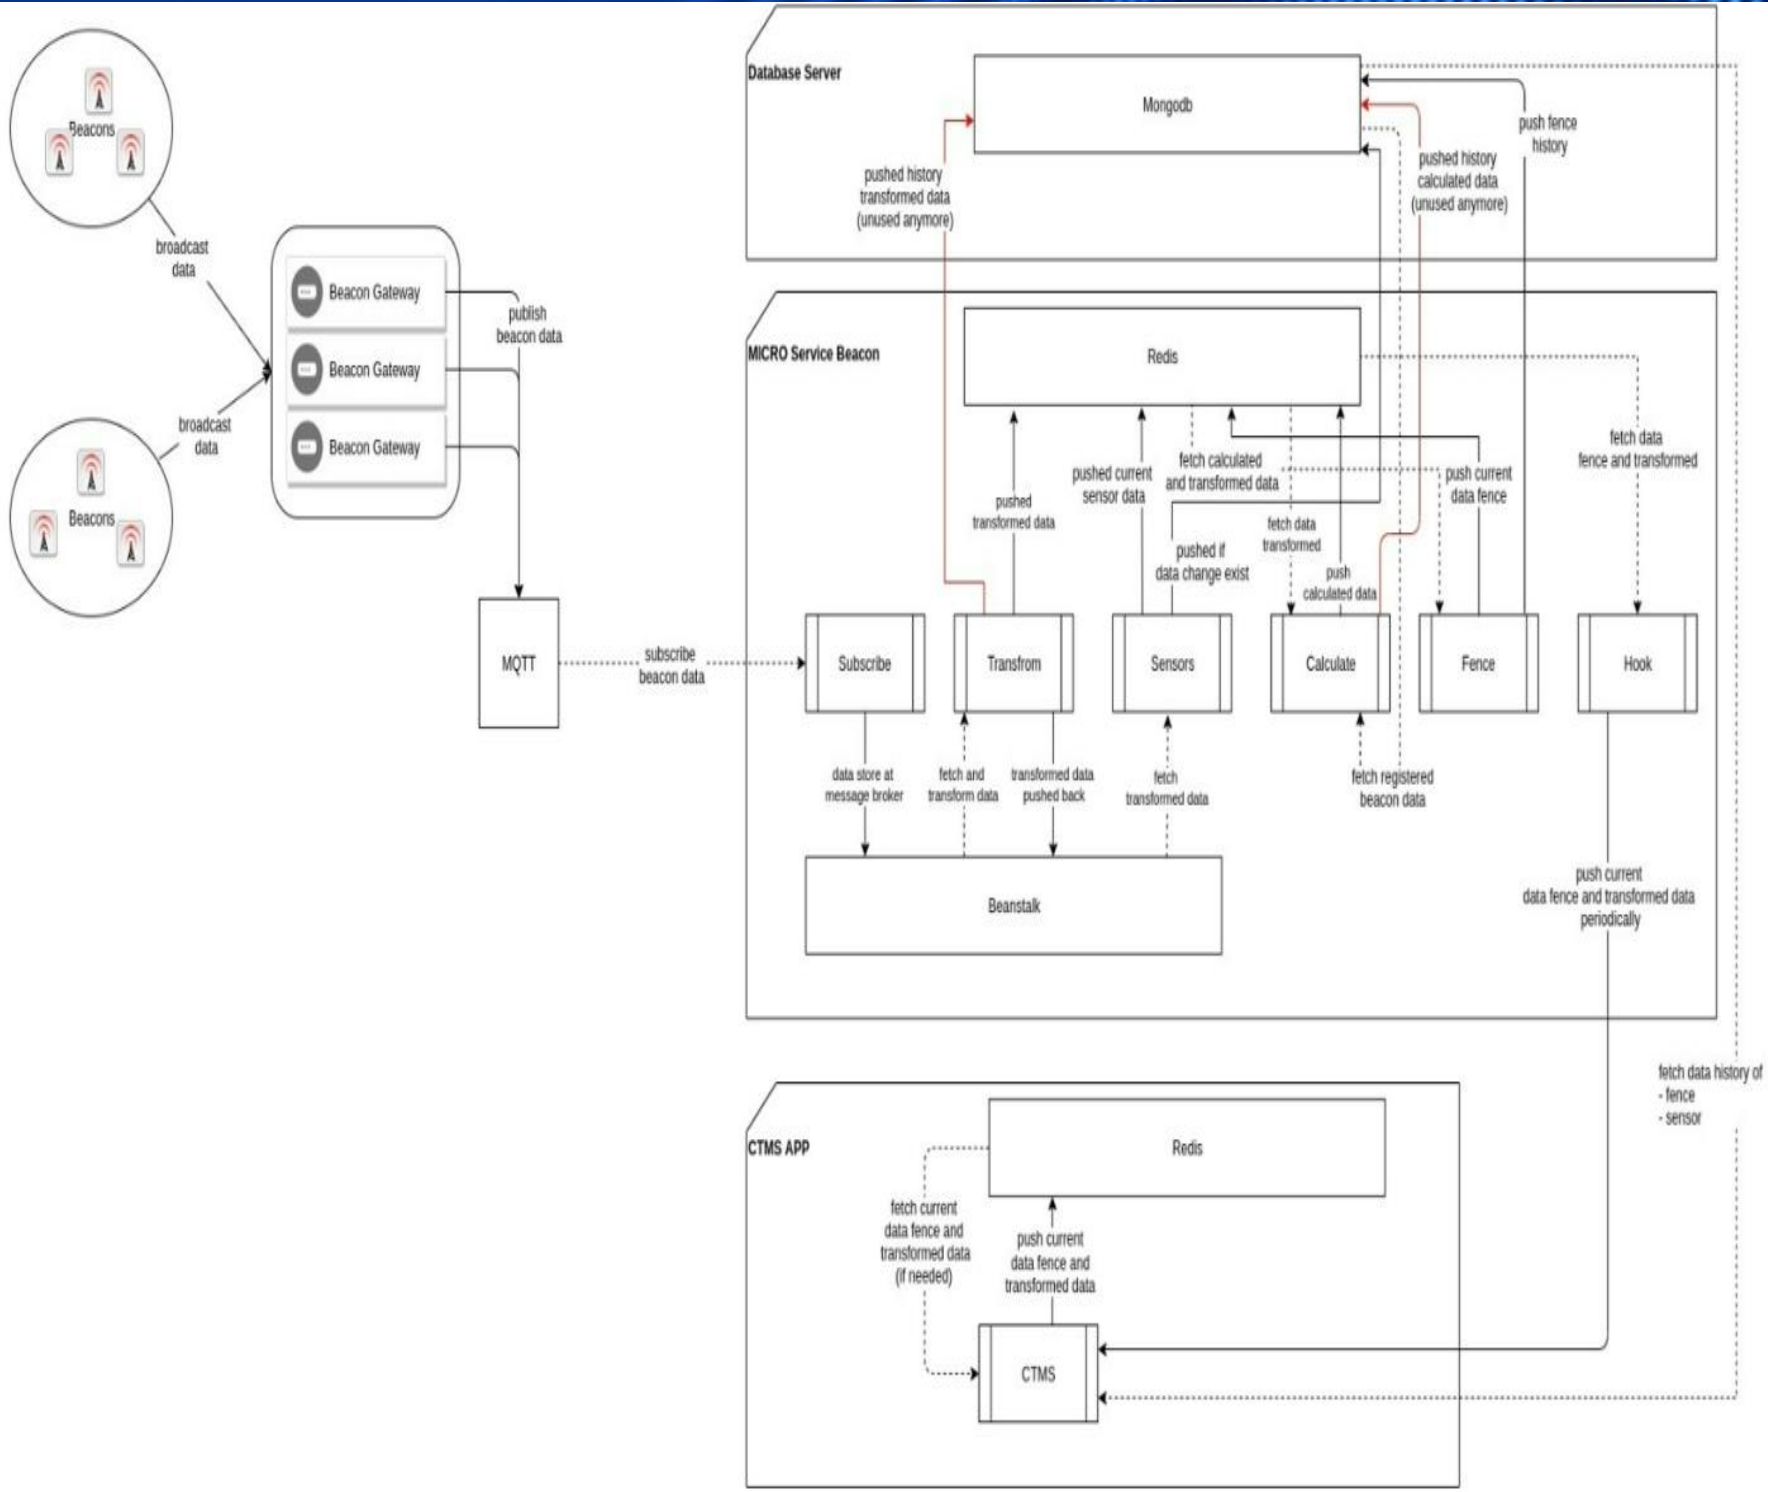 Database Server
Mongodb
push fence
history
pushed history
transformed data
(unused anymore)
pushed history
calculated data
(unused anymore)
Beacons
broadcast
data
Beacon Gateway
Beacon Gateway
Beacon Gateway
publish
beacon data
broadcast
data
Beacons
MQTT
subscribe
beacon data
MICRO Service Beacon
Redis
fetch data
fence and transformed
pushed
transformed data
pushed current
sensor data
fetch calculated
and transformed data
push current
data fence
pushed if
data change exist
fetch data
transformed
push
calculated data
Subscribe
Transfrom
Sensors
Calculate
Fence
Hook
data store at
message broker
fetch and
transform data
transformed data
pushed back
fetch
transformed data
fetch registered
beacon data
Beanstalk
push current
data fence and transformed data
periodically
fetch data history of
- fence
- sensor
CTMS APP
Redis
fetch current
data fence and
transformed data
(if needed)
push current
data fence and
transformed data
CTMS